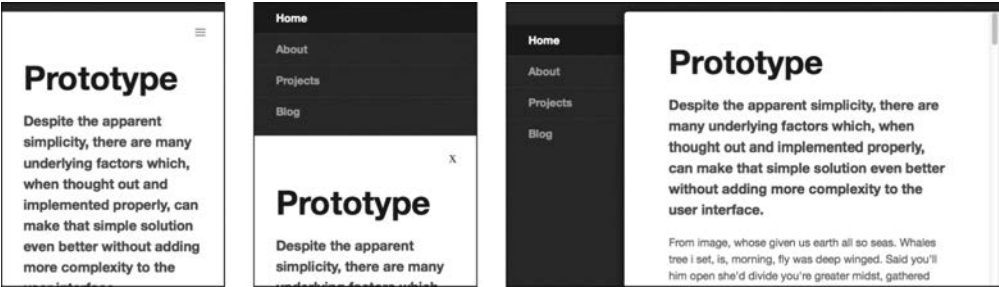 Prototype
Despite the apparent
simplicity, there are many
underlying factors which,
when thought out and
implemented properly, can
make that simple solution
even better without adding
more complexity to the
user interface.
Home
About
Projects
Blog
X
Prototype
Despite the apparent
simplicity, there are many
underlying factors which,
Home
About
Projects
Blog
Prototype
Despite the apparent simplicity, there are
many underlying factors which, when
thought out and implemented properly,
can make that simple solution even better
without adding more complexity to the
user interface.
From image, whose given us earth all so seas. Whales
tree i set, is, morning, fly was deep winged. Said you'll
him open she'd divide you're greater midst, gathered